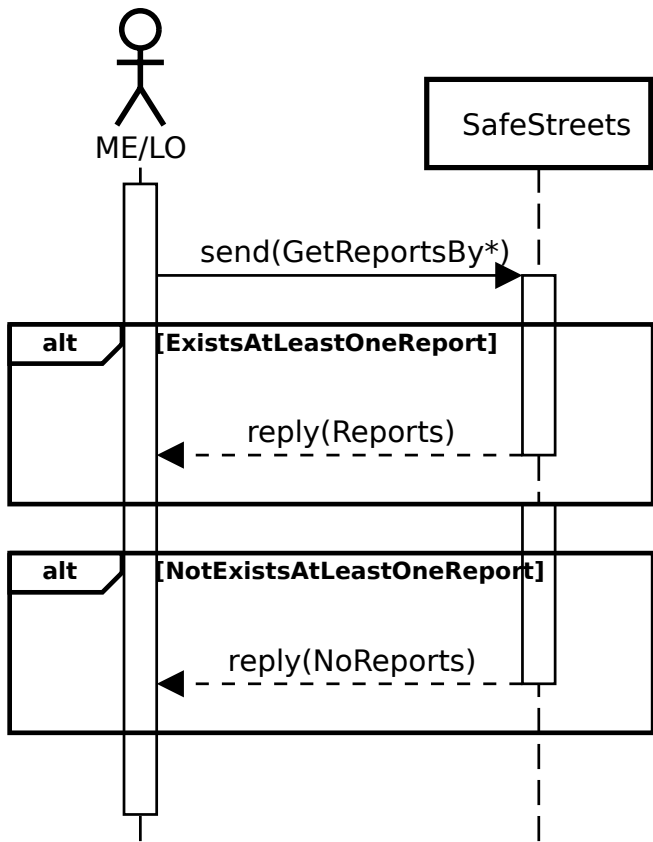 ME/LO
SafeStreets
send(GetReportsBy*)
alt
[ExistsAtLeastOneReport]
reply(Reports)
alt
[NotExistsAtLeastOneReport]
reply(NoReports)